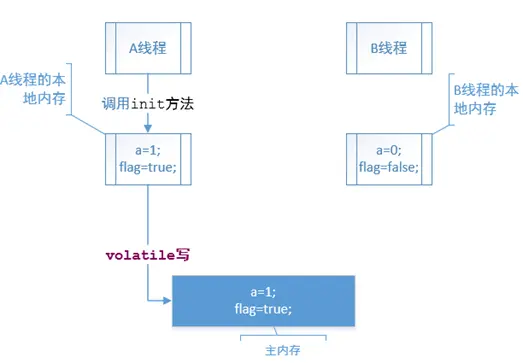 A线程
B线程
A线程的本
地内存
B线程的本
地内存
调用init方法
a=1;
flag=true;
a=0;
flag=false;
volatile写
a=1;
flag=true;
主内存